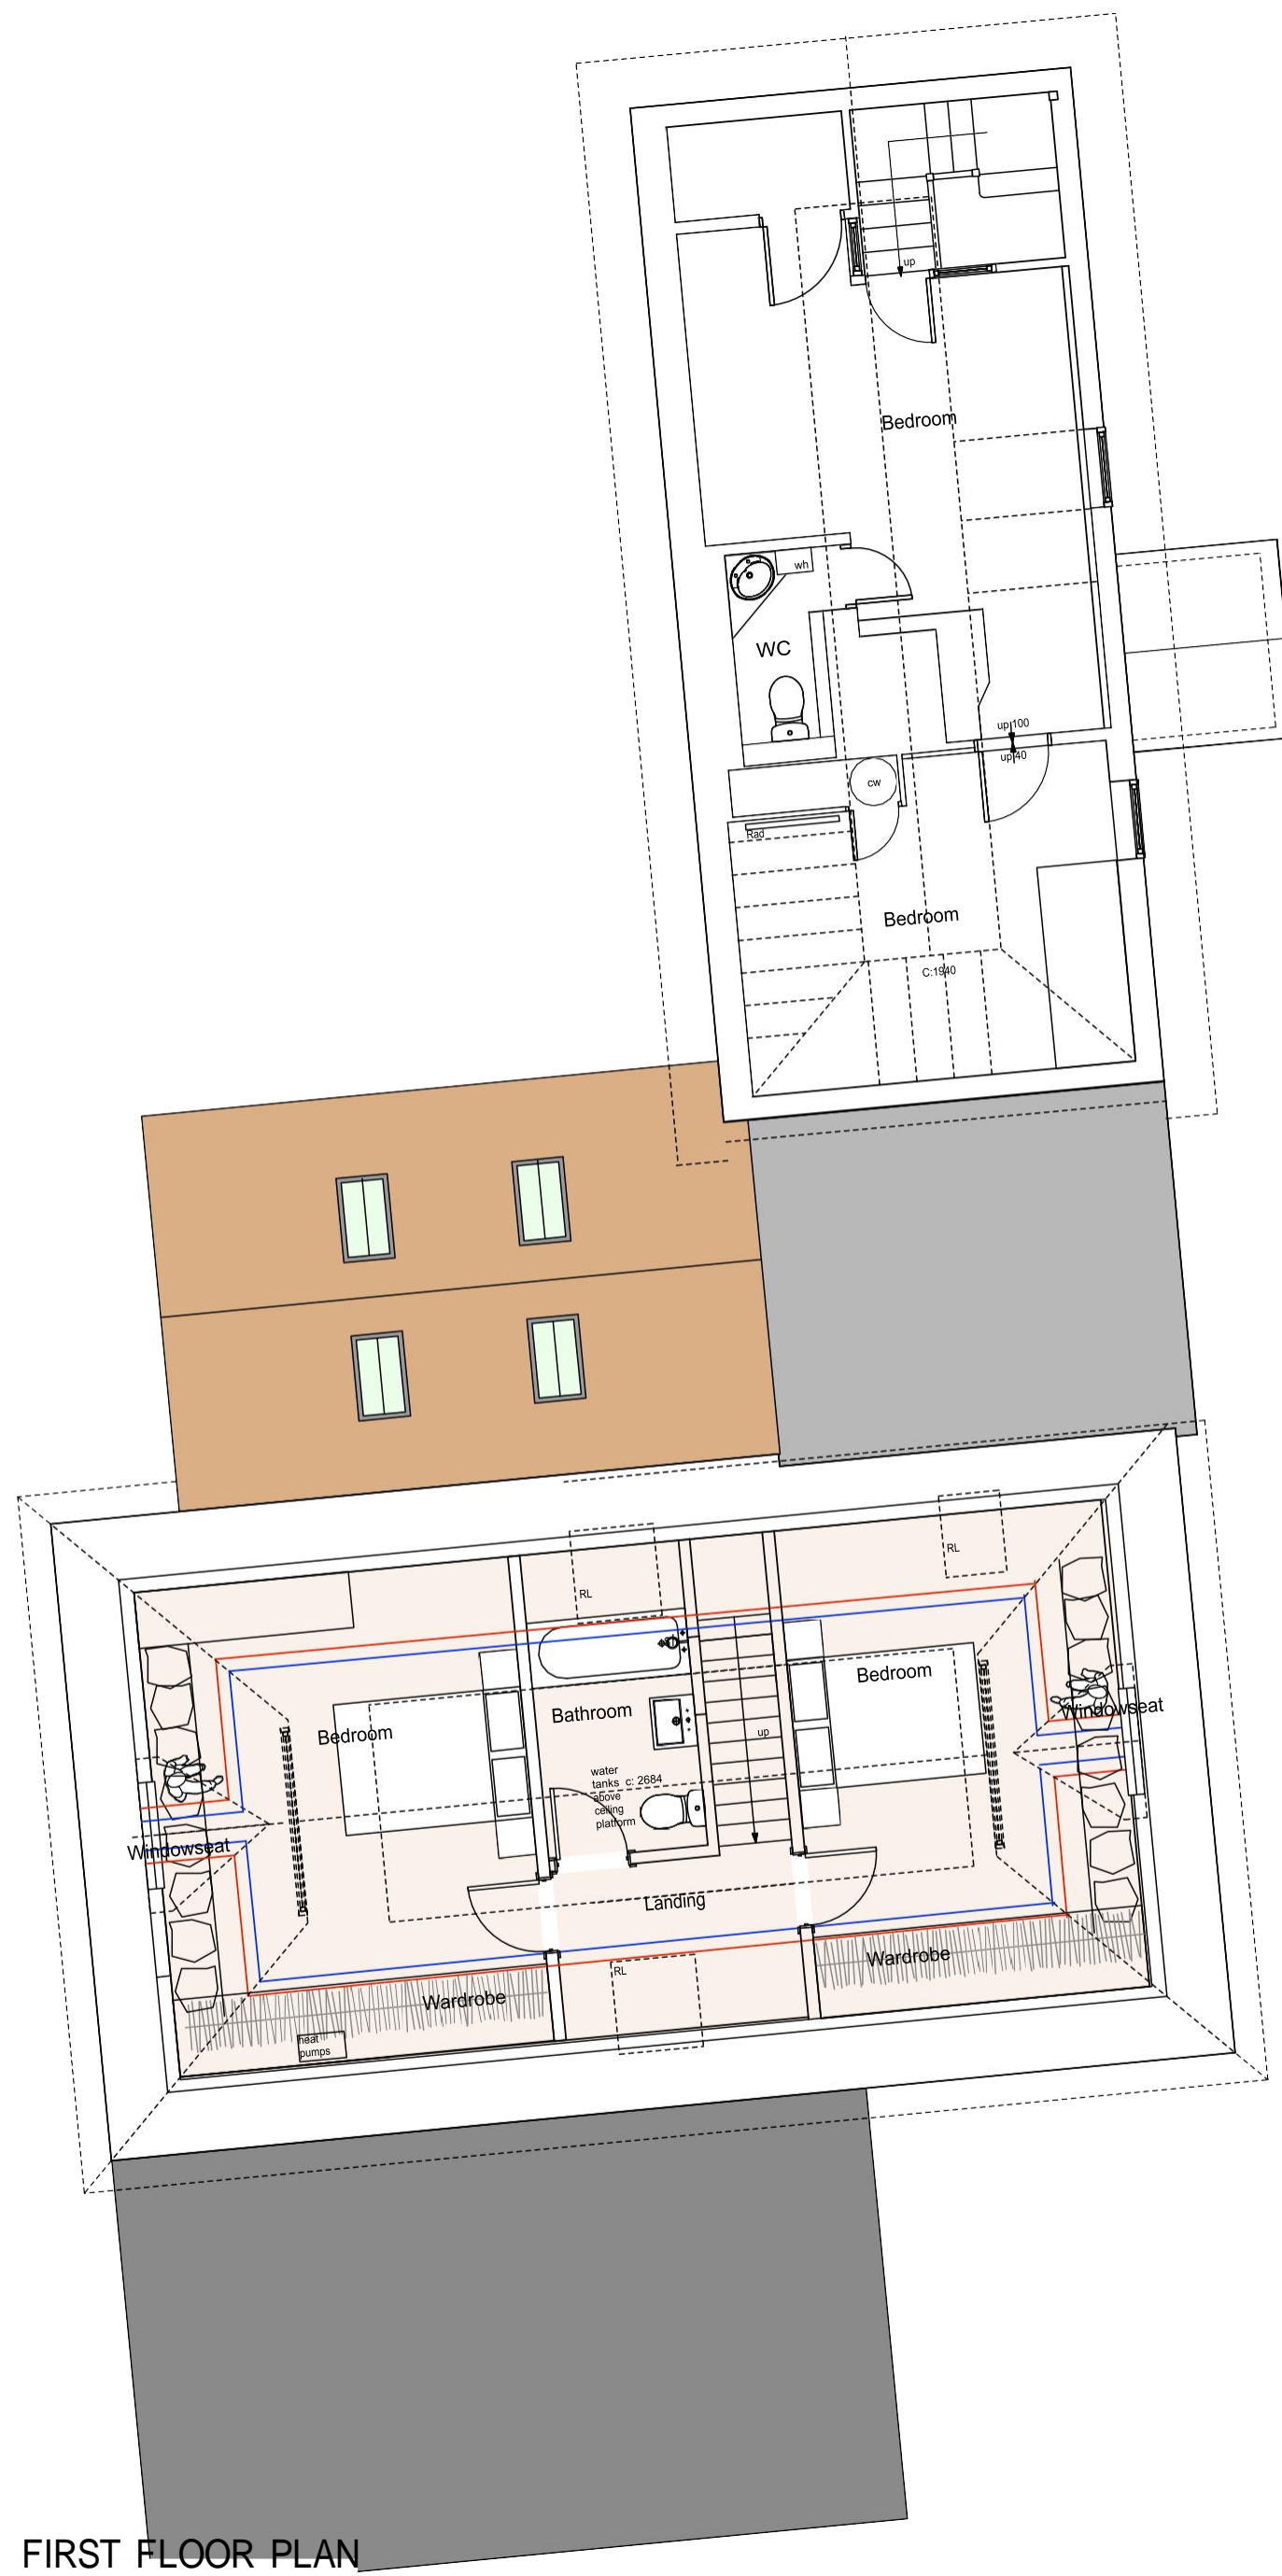 up
Bedroom
wh
WC
up 100
up 40
cw
Rad
Bedroom
C:1940
RL
RL
Bedroom
Bathroom
Bedroom
Windowseat
up
water
tanks c: 2684
above
ceiling
platform
Windowseat
Landing
Wardrobe
RL
Wardrobe
heat
pumps
FIRST FLOOR PLAN